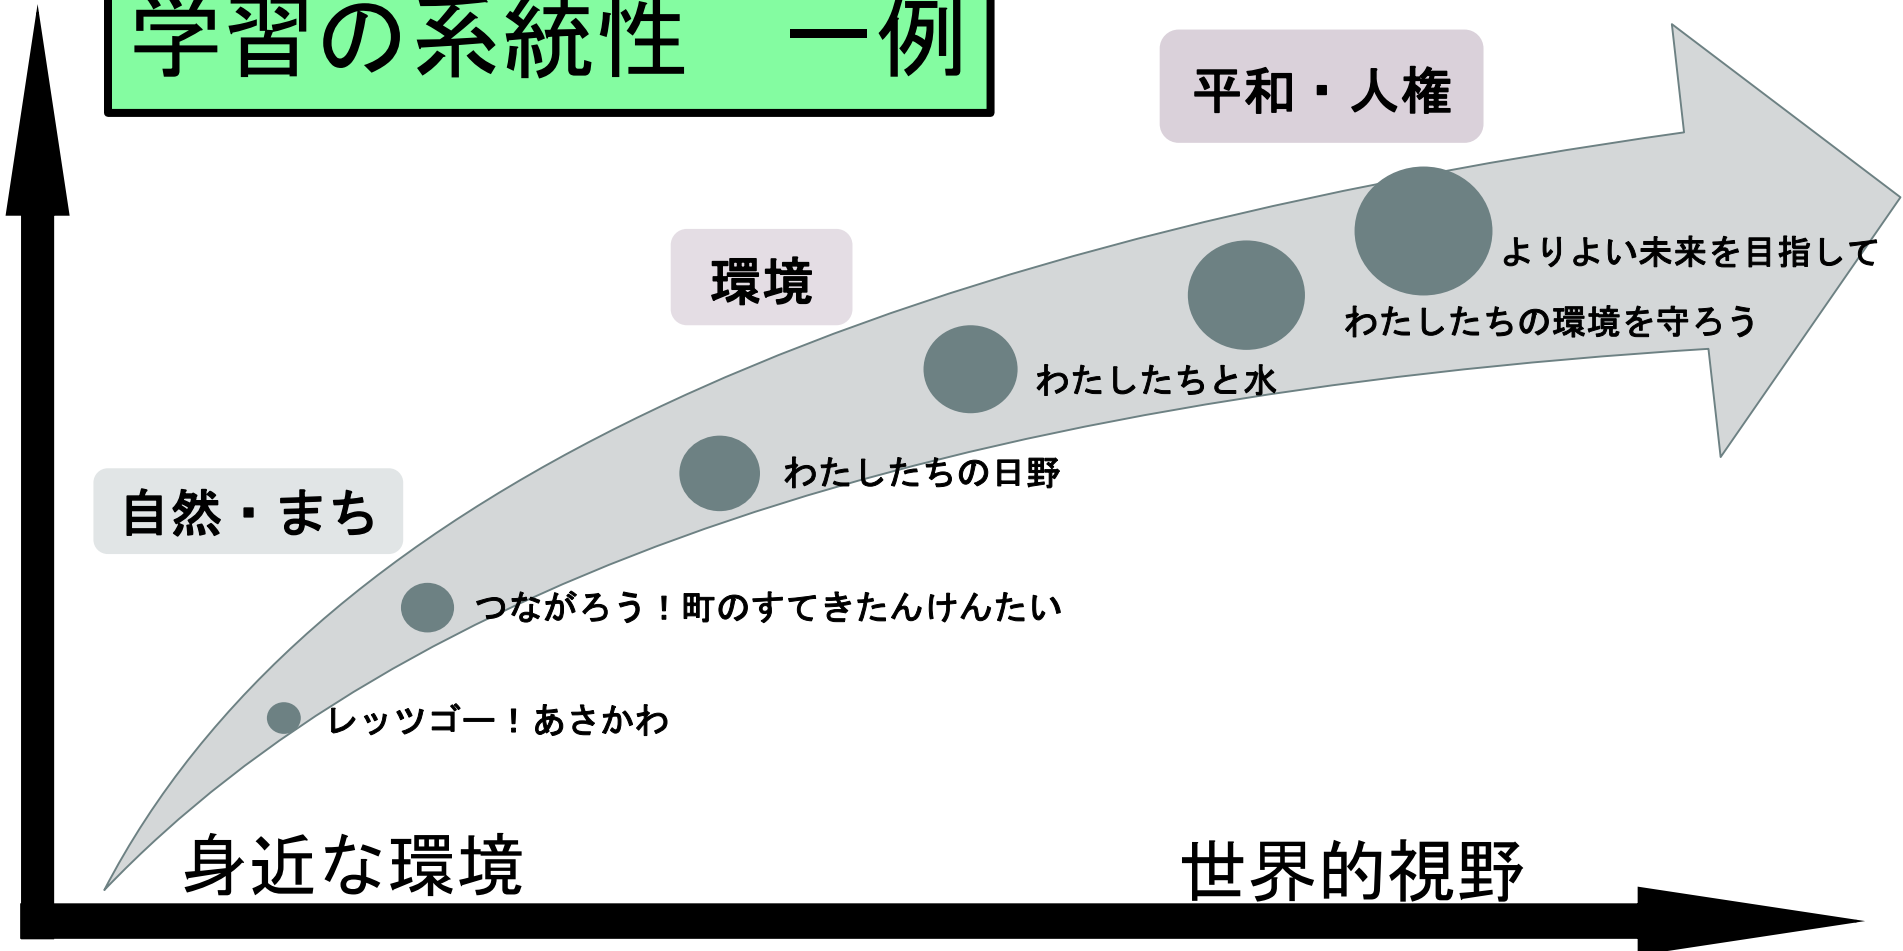 学習の系統性　一例
平和・人権
よりよい未来を目指して
環境
わたしたちの環境を守ろう
わたしたちと水
わたしたちの日野
自然・まち
つながろう！町のすてきたんけんたい
レッツゴー！あさかわ
身近な環境
世界的視野